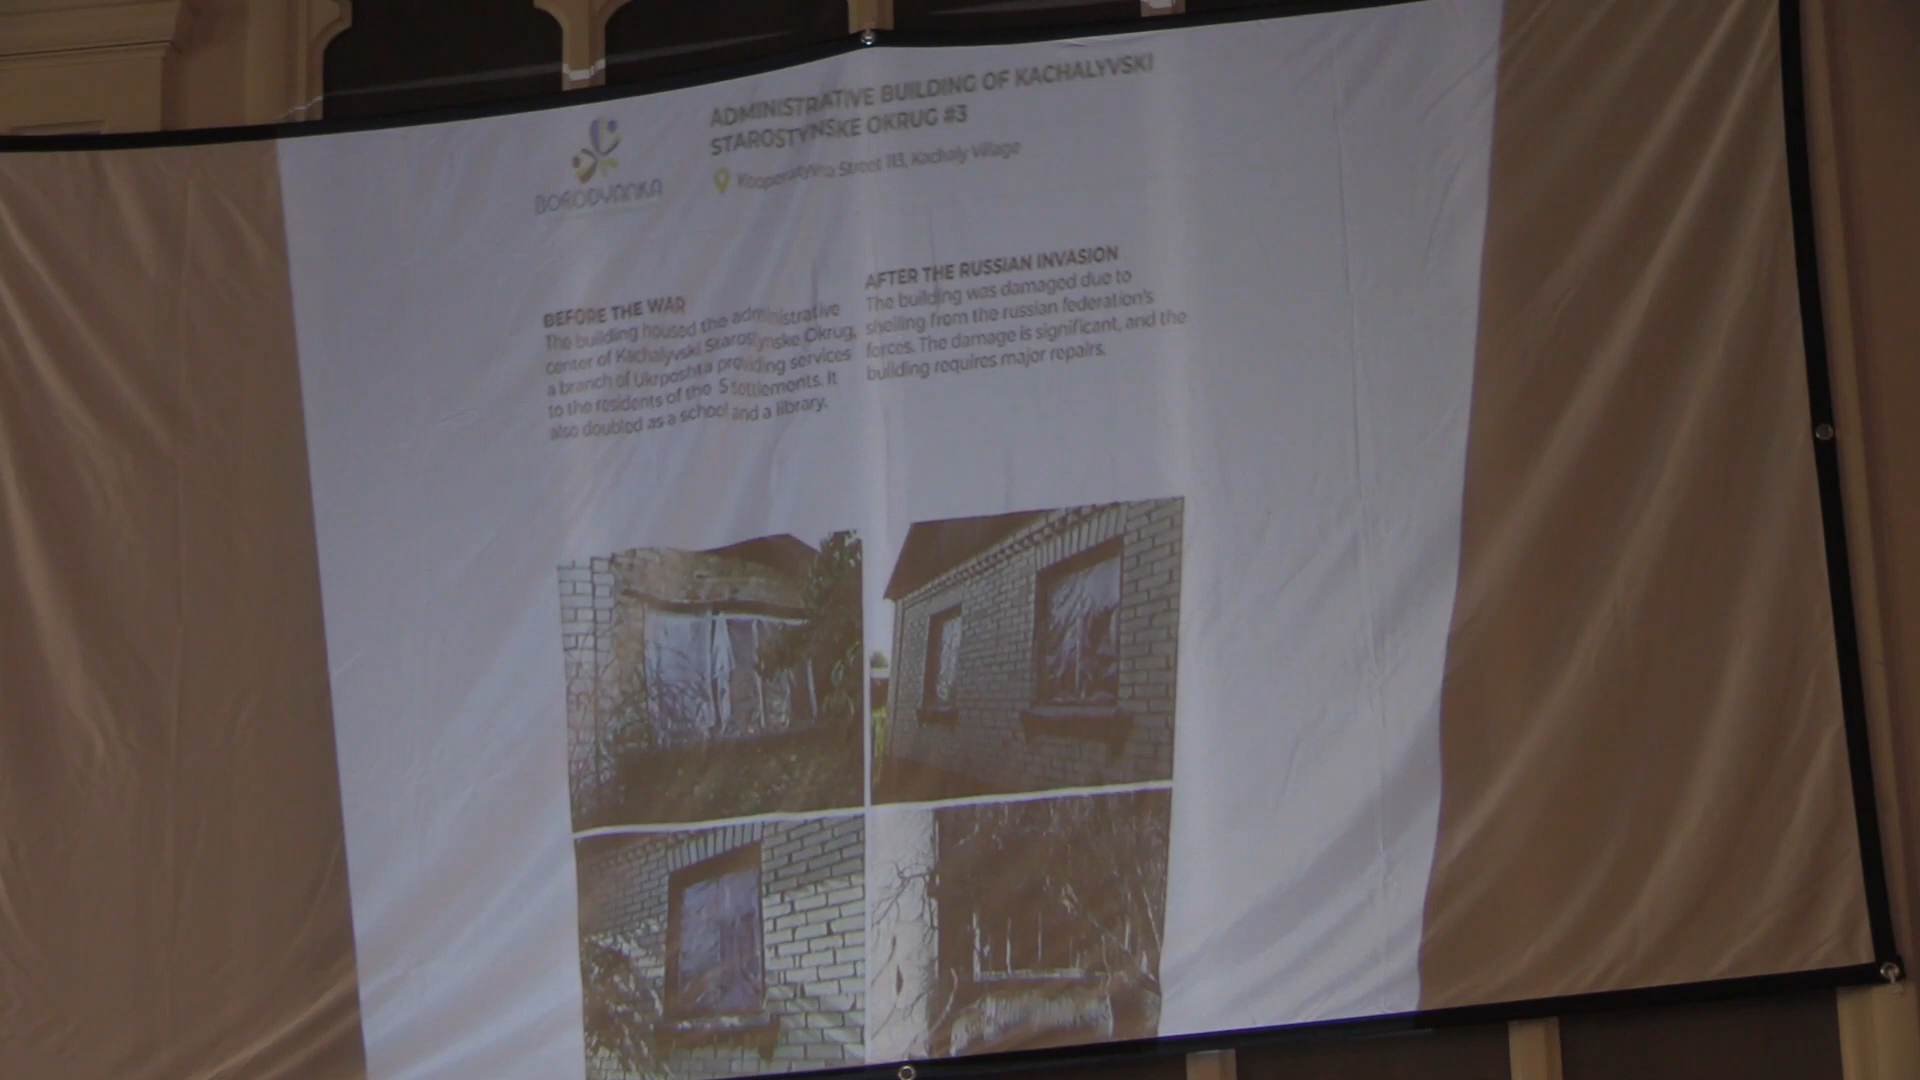 BORODYANKA
ADMINISTRATIVE BUILDING OF KACHALYVSKI
STAROSTYNSKE OKRUG #3
Kooperatyvna Street 113, Kachaly Village
BEFORE THE WAR
The building housed the administrative
center of Kachalyvski Starostynske Okrug,
a branch of Ukrposhta providing services
to the residents of the 5 settlements. It
also doubled as a school and a library.
AFTER THE RUSSIAN INVASION
The building was damaged due to
shelling from the russian federation's
forces. The damage is significant, and the
building requires major repairs.